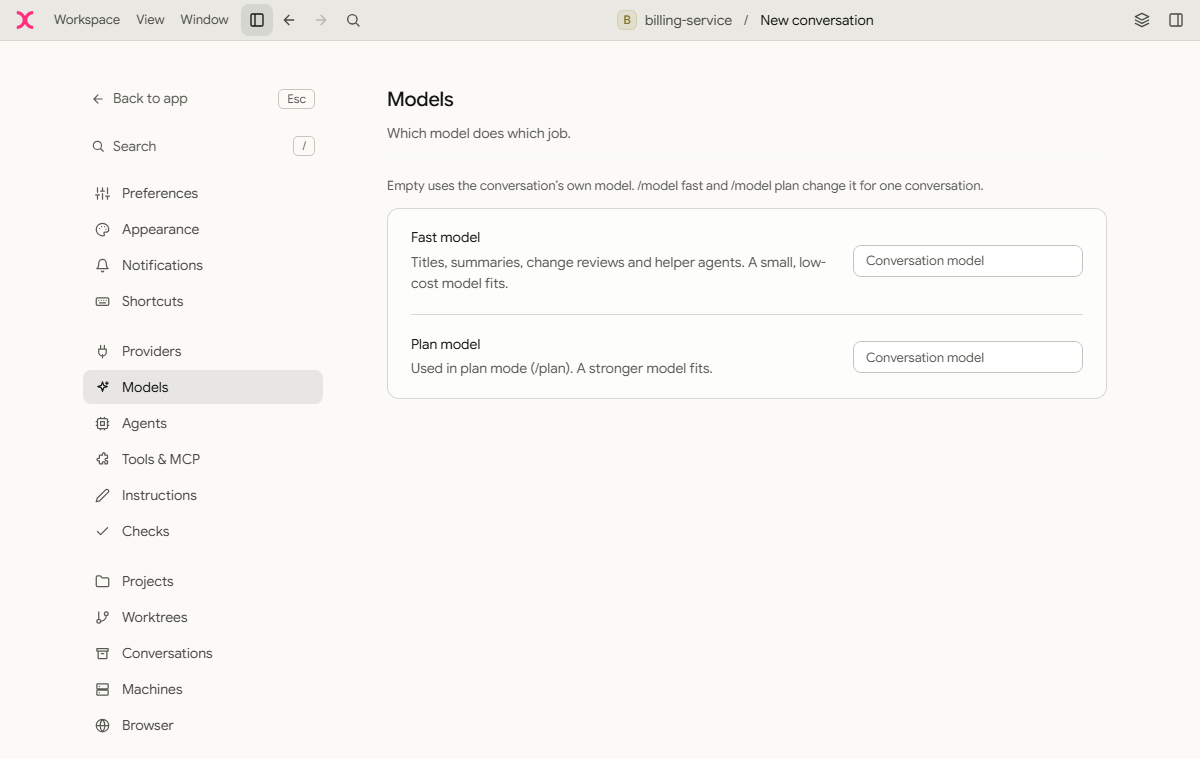 Workspace View Window
B billing-service / New conversation
Back to app Esc
Search /
Preferences
Appearance
Notifications
Shortcuts
Providers
Models
Agents
Tools & MCP
Instructions
Checks
Projects
Worktrees
Conversations
Machines
Browser
Models
Which model does which job.
Empty uses the conversation's own model. /model fast and /model plan change it for one conversation.
Fast model
Titles, summaries, change reviews and helper agents. A small, low-
cost model fits.
Conversation model
Plan model
Used in plan mode (/plan). A stronger model fits.
Conversation model